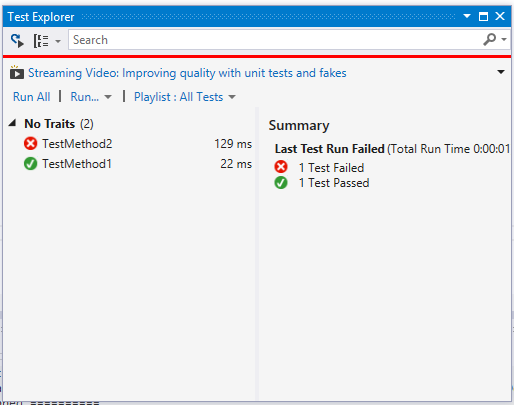 Test Explorer
Search
Streaming Video: Improving quality with unit tests and fakes
Run All | Run... | Playlist : All Tests
No Traits (2)
TestMethod2 129 ms
TestMethod1 22 ms
Summary
Last Test Run Failed (Total Run Time 0:00:01
1 Test Failed
1 Test Passed